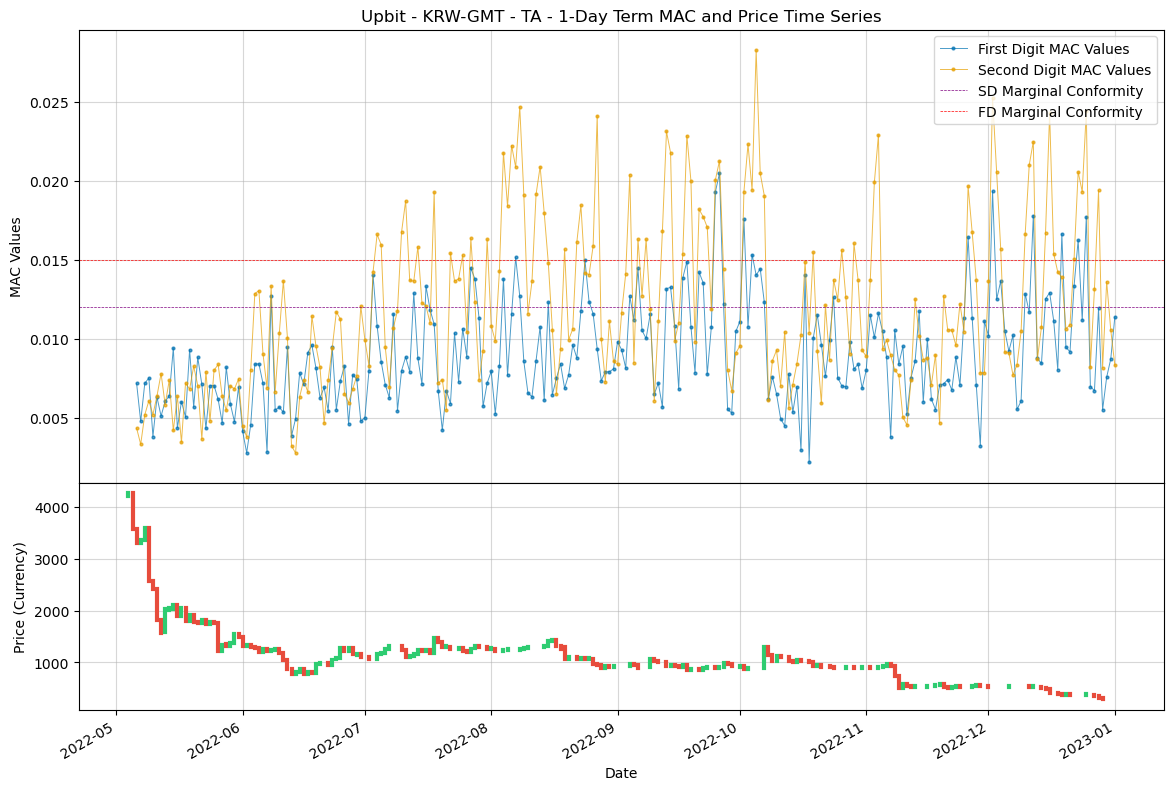 Upbit - KRW-GMT - TA - 1-Day Term MAC and Price Time Series
First Digit MAC Values
Second Digit MAC Values
SD Marginal Conformity
FD Marginal Conformity
MAC Values
0.025
0.020
0.015
0.010
0.005
Price (Currency)
4000
3000
2000
1000
2022-05
2022-06
2022-07
2022-08
2022-09
2022-10
2022-11
2022-12
2023-01
Date